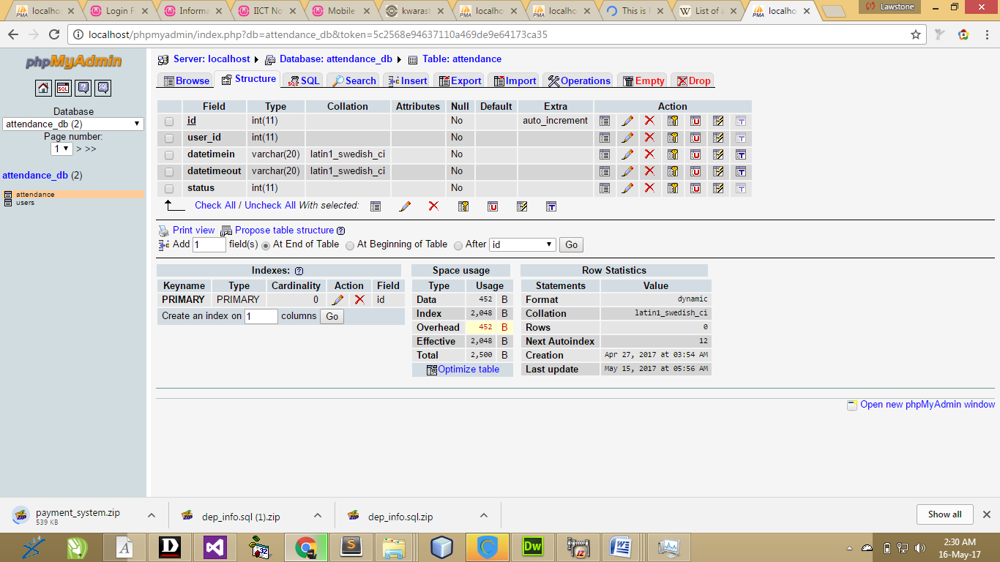 localho Login F Informa IICT No Mobile kwarast localho localho This is I List of a localho Lawstone
localhost/phpmyadmin/index.php?db=attendance_db&token=5c2568e94637110a469de9e64173ca35
phpMyAdmin
Server: localhost Database: attendance_db Table: attendance
Browse Structure SQL Search Insert Export Import Operations Empty Drop
Database
attendance_db (2)
Page number:
1 > >>
attendance_db (2)
attendance
users
Field Type Collation Attributes Null Default Extra Action
id int(11) No auto_increment
user_id int(11) No
datetimein varchar(20) latin1_swedish_ci No
datetimeout varchar(20) latin1_swedish_ci No
status int(11) No
Check All / Uncheck All With selected:
Print view Propose table structure
Add 1 field(s) At End of Table At Beginning of Table After id Go
Indexes:
Keyname Type Cardinality Action Field
PRIMARY PRIMARY 0 id
Create an index on 1 columns Go
Space usage
Type Usage
Data 452 B
Index 2,048 B
Overhead 452 B
Effective 2,048 B
Total 2,500 B
Optimize table
Row Statistics
Statements Value
Format dynamic
Collation latin1_swedish_ci
Rows 0
Next Autoindex 12
Creation Apr 27, 2017 at 03:54 AM
Last update May 15, 2017 at 05:56 AM
Open new phpMyAdmin window
payment_system.zip
539 KB
dep_info.sql (1).zip
dep_info.sql.zip
Show all
2:30 AM
16-May-17